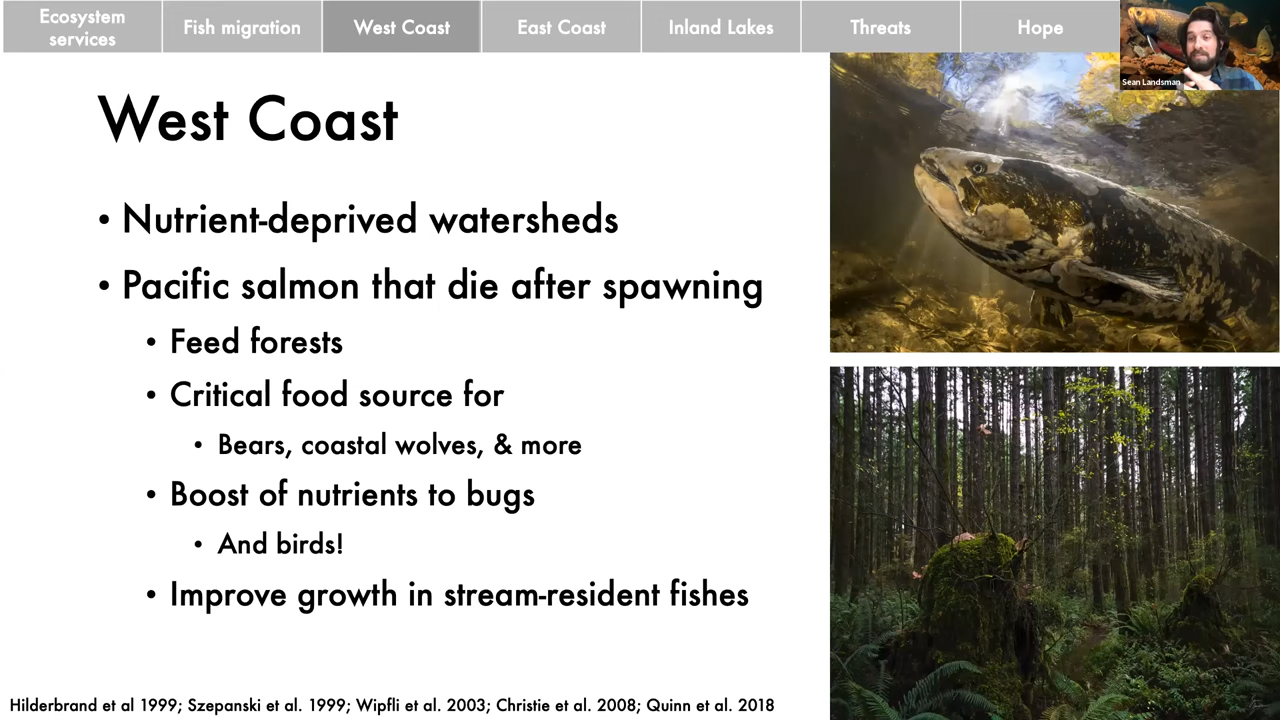 Ecosystem
services
Fish migration
West Coast
East Coast
Inland Lakes
Threats
Hope
Sean Landsman
West Coast
• Nutrient-deprived watersheds
• Pacific salmon that die after spawning
• Feed forests
• Critical food source for
• Bears, coastal wolves, & more
• Boost of nutrients to bugs
• And birds!
• Improve growth in stream-resident fishes
Hilderbrand et al 1999; Szepanski et al. 1999; Wipfli et al. 2003; Christie et al. 2008; Quinn et al. 2018